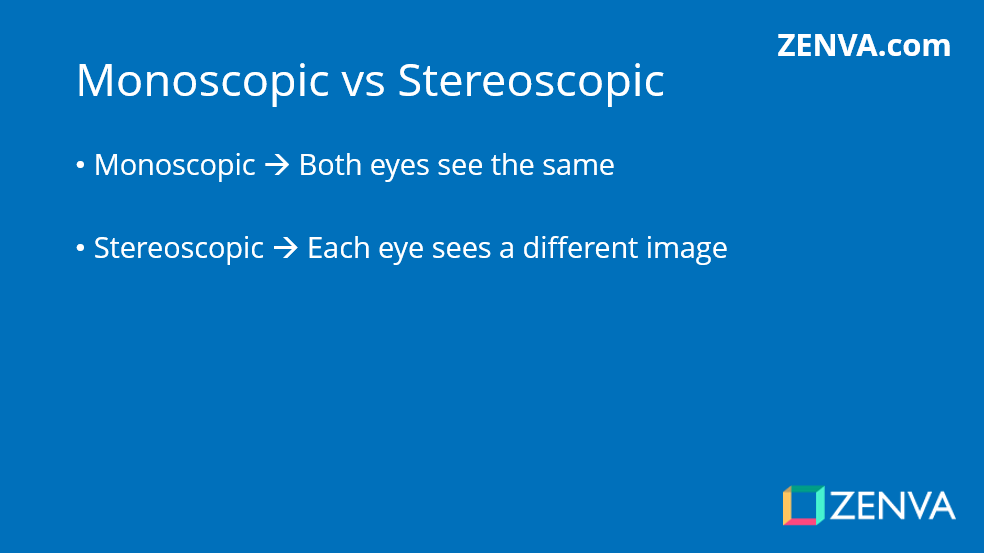 ZENVA.com
Monoscopic vs Stereoscopic
• Monoscopic → Both eyes see the same
• Stereoscopic → Each eye sees a different image
ZENVA